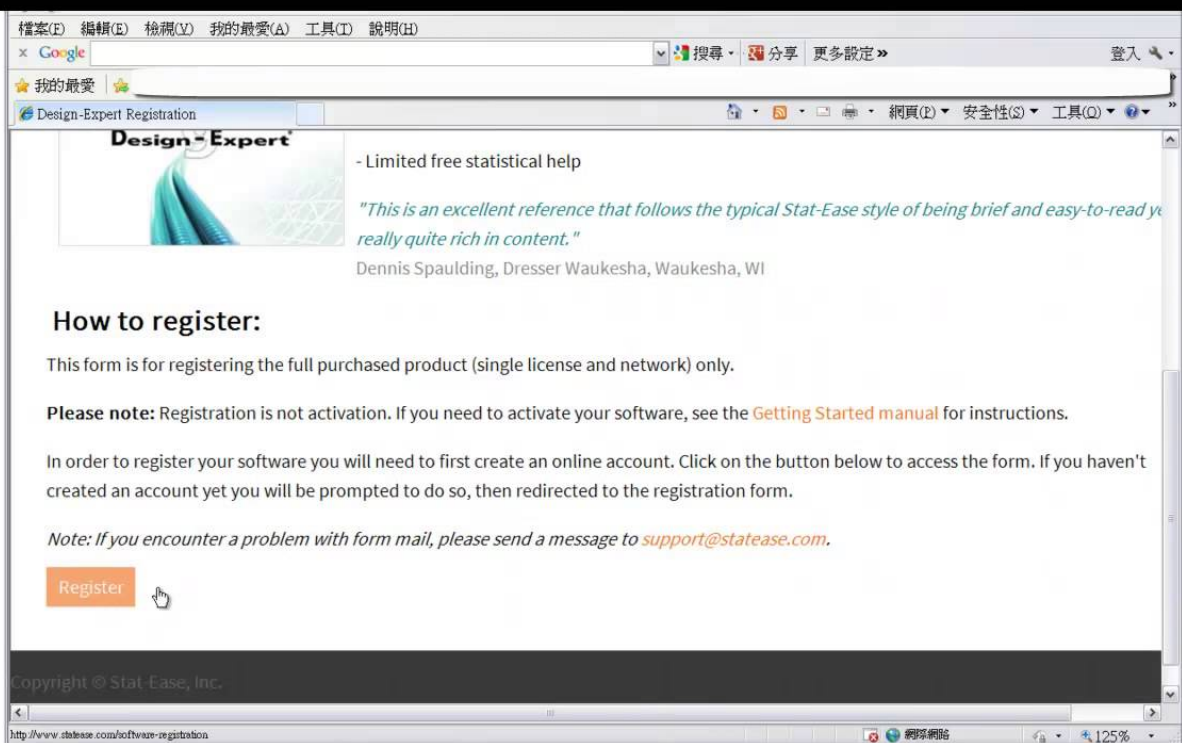 檔案(F) 編輯(E) 檢視(V) 我的最愛(A) 工具(T) 說明(H)
x Google 搜尋 分享 更多設定 » 登入
我的最愛
Design-Expert Registration 網頁(P) 安全性(S) 工具(O) »
Design-Expert
- Limited free statistical help
"This is an excellent reference that follows the typical Stat-Ease style of being brief and easy-to-read
really quite rich in content."
Dennis Spaulding, Dresser Waukesha, Waukesha, WI
How to register:
This form is for registering the full purchased product (single license and network) only.
Please note: Registration is not activation. If you need to activate your software, see the Getting Started manual for instructions.
In order to register your software you will need to first create an online account. Click on the button below to access the form. If you haven't
created an account yet you will be prompted to do so, then redirected to the registration form.
Note: If you encounter a problem with form mail, please send a message to support@statease.com.
Register
Copyright © Stat-Ease, Inc.
http://www.statease.com/software-registration 網際網路 125%